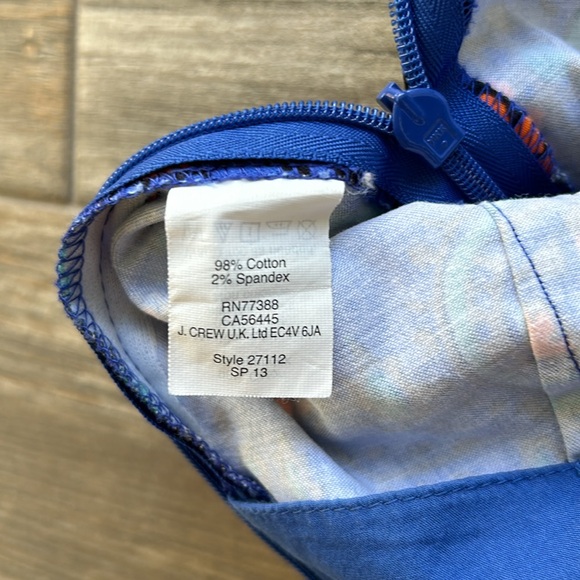 98% Cotton
2% Spandex
RN77388
CA56445
J. CREW U.K. Ltd EC4V 6JA
Style 27112
SP 13